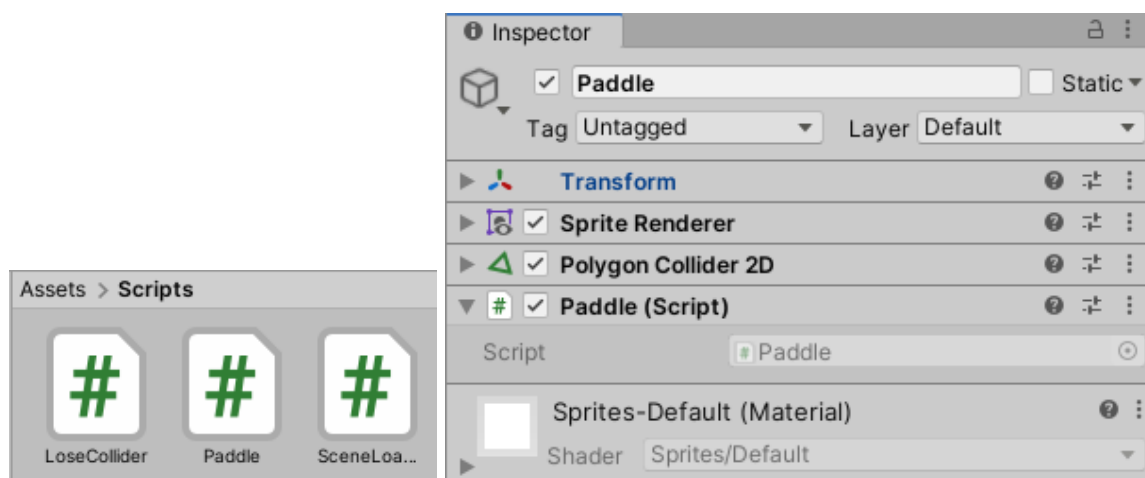 Assets > Scripts
LoseCollider
Paddle
SceneLoa...
Inspector
Paddle
Static
Tag Untagged Layer Default
Transform
Sprite Renderer
Polygon Collider 2D
# Paddle (Script)
Script # Paddle
Sprites-Default (Material)
Shader Sprites/Default